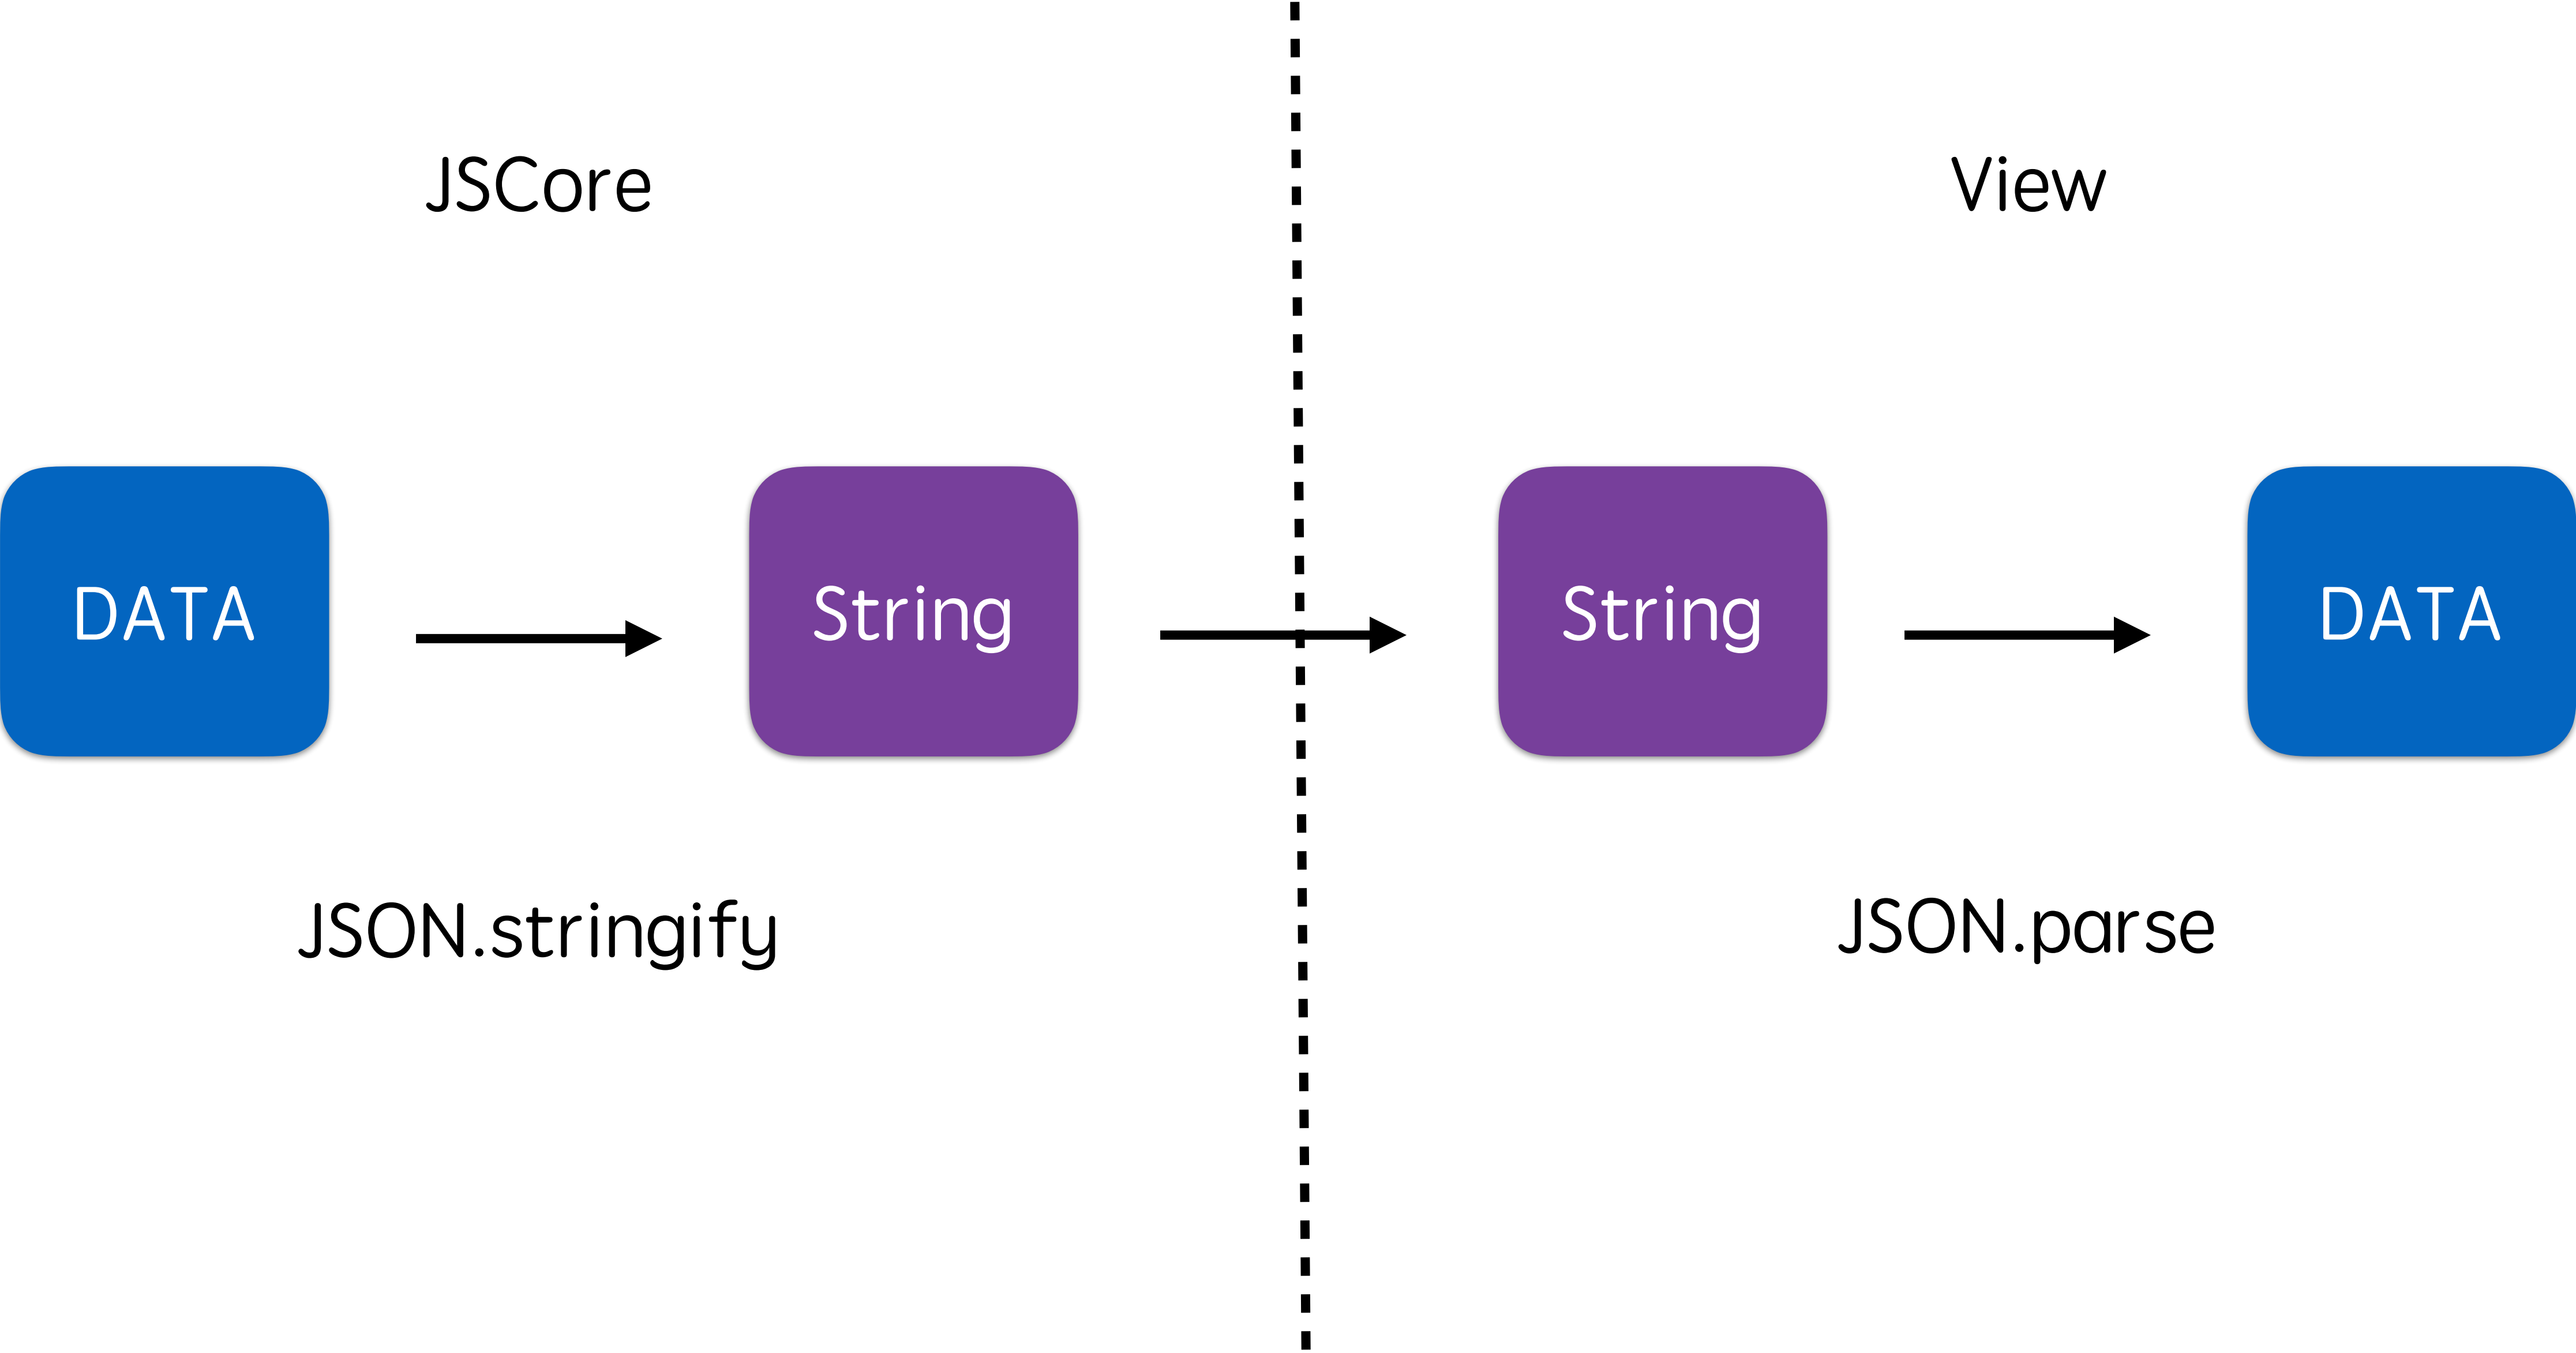 JSCore
View
DATA
String
String
DATA
JSON.stringify
JSON.parse